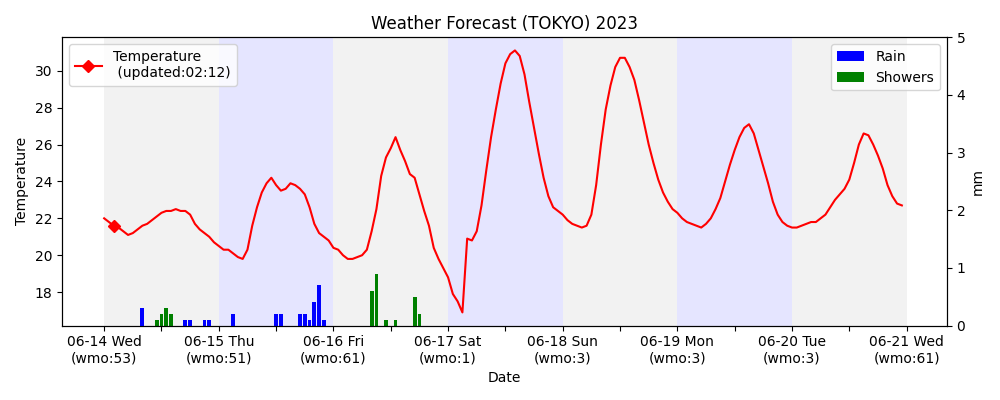 Weather Forecast (TOKYO) 2023
Temperature
(updated:02:12)
Rain
Showers
Temperature
30
28
26
24
22
20
18
5
4
3
2
1
0
mm
06-14 Wed
(wmo:53)
06-15 Thu
(wmo:51)
06-16 Fri
(wmo:61)
06-17 Sat
(wmo:1)
06-18 Sun
(wmo:3)
06-19 Mon
(wmo:3)
06-20 Tue
(wmo:3)
06-21 Wed
(wmo:61)
Date